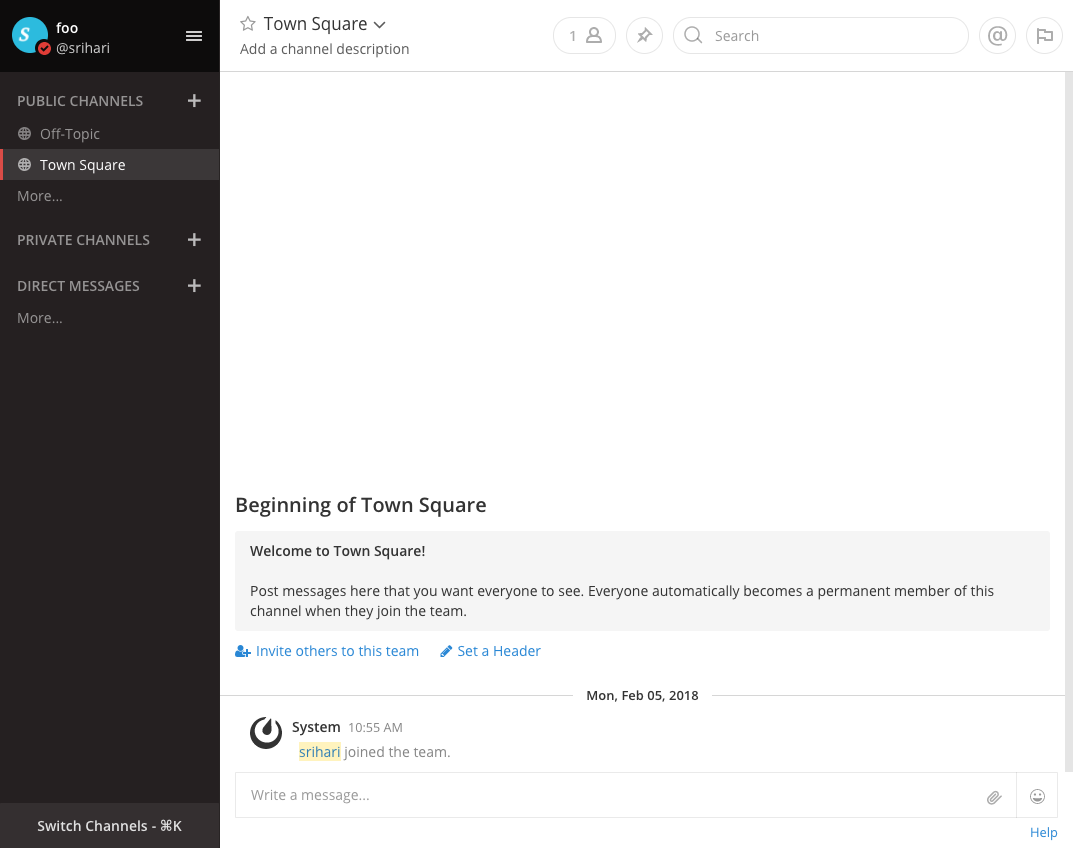 S
foo
@srihari
PUBLIC CHANNELS
Off-Topic
Town Square
More...
PRIVATE CHANNELS
DIRECT MESSAGES
More...
Switch Channels - ⌘K
Town Square
Add a channel description
1
Search
@
Beginning of Town Square
Welcome to Town Square!
Post messages here that you want everyone to see. Everyone automatically becomes a permanent member of this
channel when they join the team.
Invite others to this team
Set a Header
Mon, Feb 05, 2018
System 10:55 AM
srihari joined the team.
Write a message...
Help